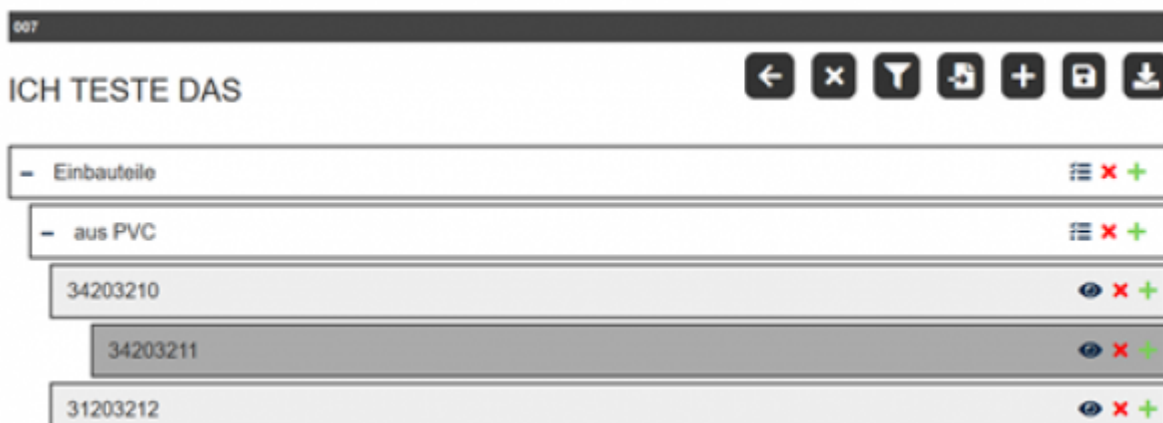 007
ICH TESTE DAS
Einbauteile
aus PVC
34203210
34203211
31203212